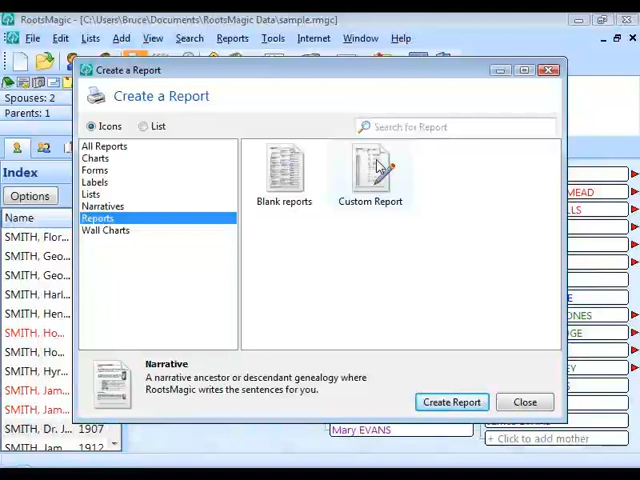 RootsMagic - [C:\Users\Bruce\Documents\RootsMagic Data\sample.rmgc]
File Edit Lists Add View Search Reports Tools Internet Window Help
Create a Report
Create a Report
Spouses: 2
Parents: 1
Icons List
Search for Report
Index
Options
Name
SMITH, Flor...
SMITH, Geo...
SMITH, Geo...
SMITH, Harl...
SMITH, Hen...
SMITH, Ho...
SMITH, Ho...
SMITH, Hyr...
SMITH, Jam...
SMITH, Jam...
SMITH, Dr. J... 1907
SMITH, Jam 1912
All Reports
Charts
Forms
Labels
Lists
Narratives
Reports
Wall Charts
Blank reports
Custom Report
Narrative
A narrative ancestor or descendant genealogy where
RootsMagic writes the sentences for you.
Create Report
Close
MEAD
ONES
Mary EVANS
+ Click to add mother